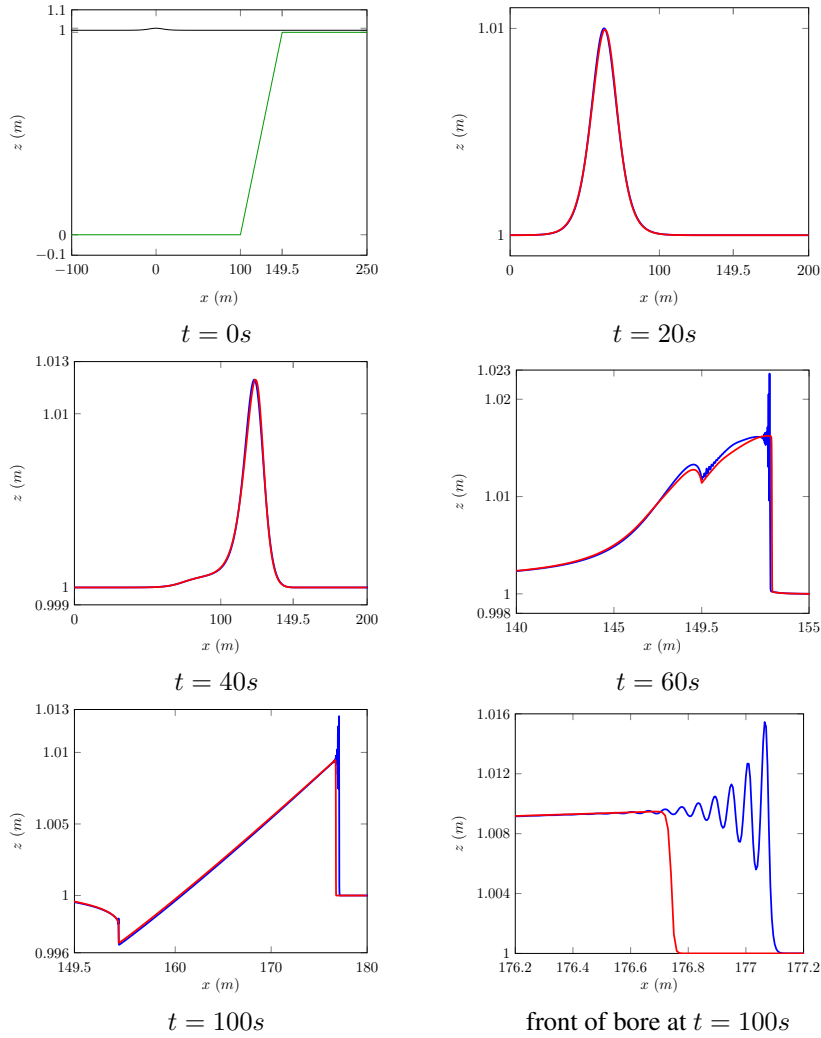 1.1
1
0
−0.1
−100
0
100
149.5
250
z (m)
x (m)
t = 0s
1.01
1
0
100
149.5
200
z (m)
x (m)
t = 20s
1.013
1.01
1
0.999
0
100
149.5
200
z (m)
x (m)
t = 40s
1.023
1.02
1.01
1
0.998
140
145
149.5
155
z (m)
x (m)
t = 60s
1.013
1.01
1.005
1
0.996
149.5
160
170
180
z (m)
x (m)
t = 100s
1.016
1.012
1.008
1.004
1
176.2
176.4
176.6
176.8
177
177.2
z (m)
x (m)
front of bore at t = 100s